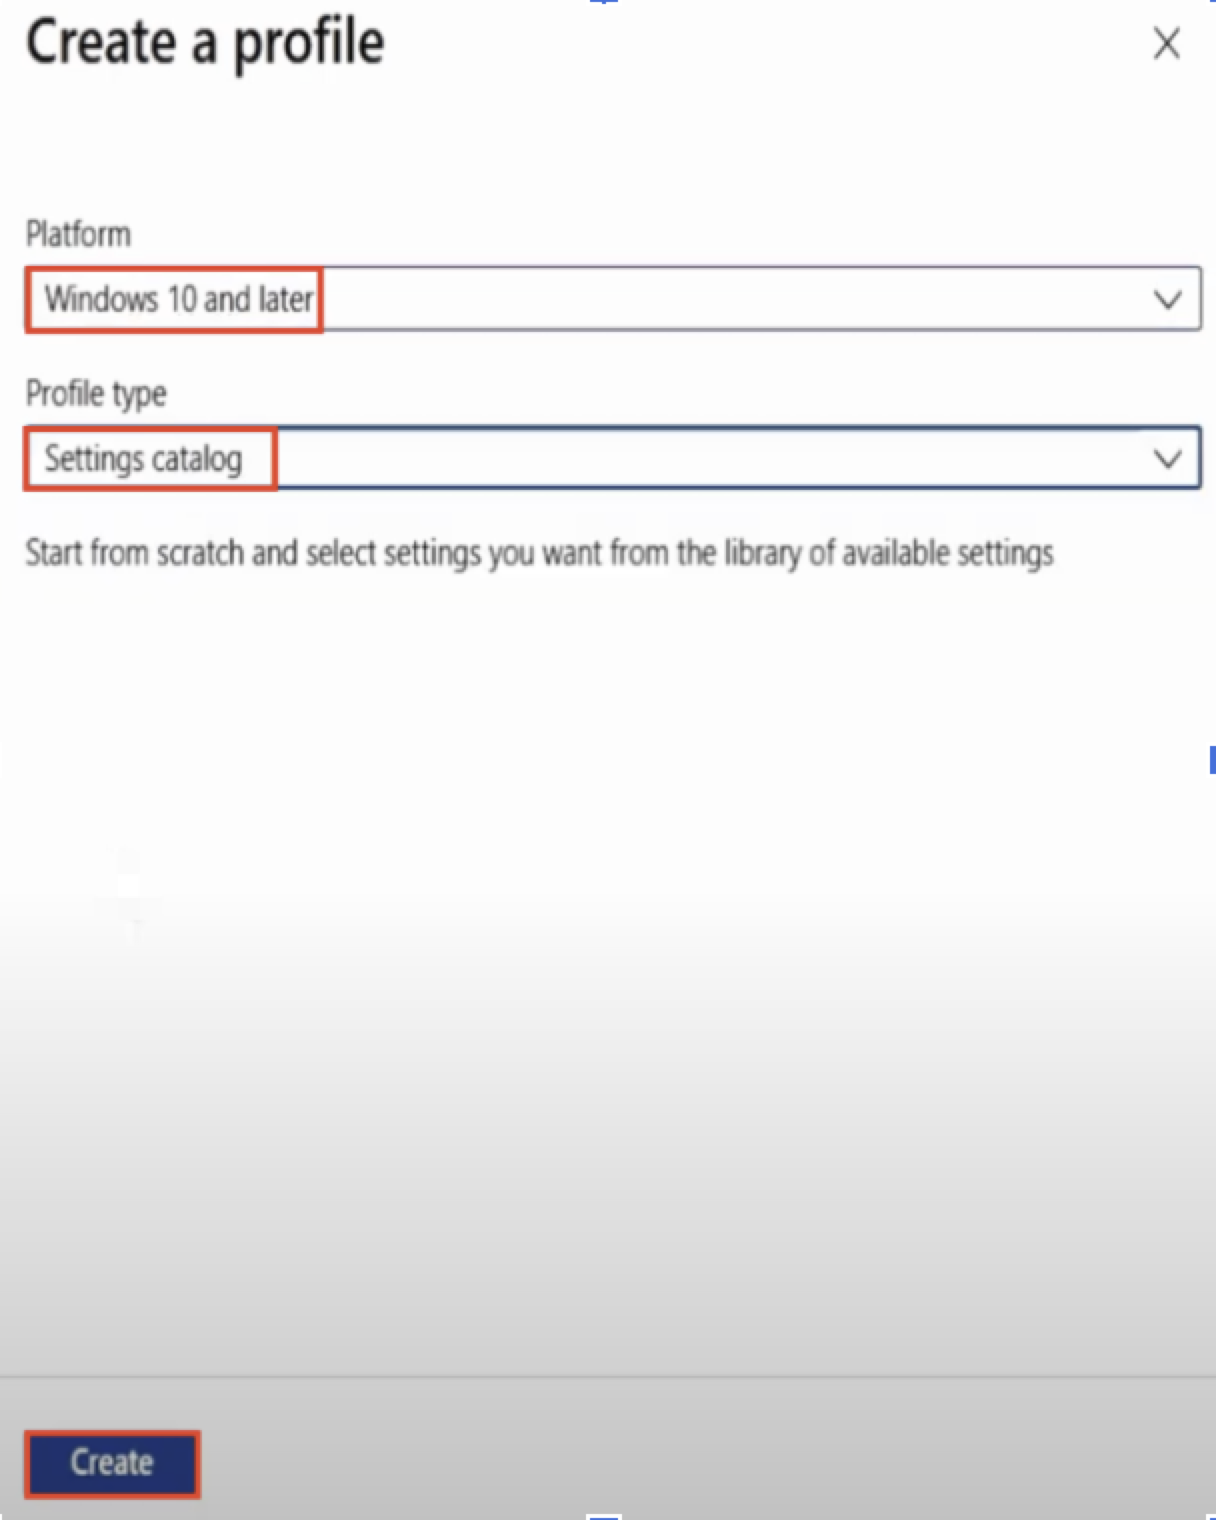 Create a profile
Platform
Windows 10 and later
Profile type
Settings catalog
Start from scratch and select settings you want from the library of available settings
Create